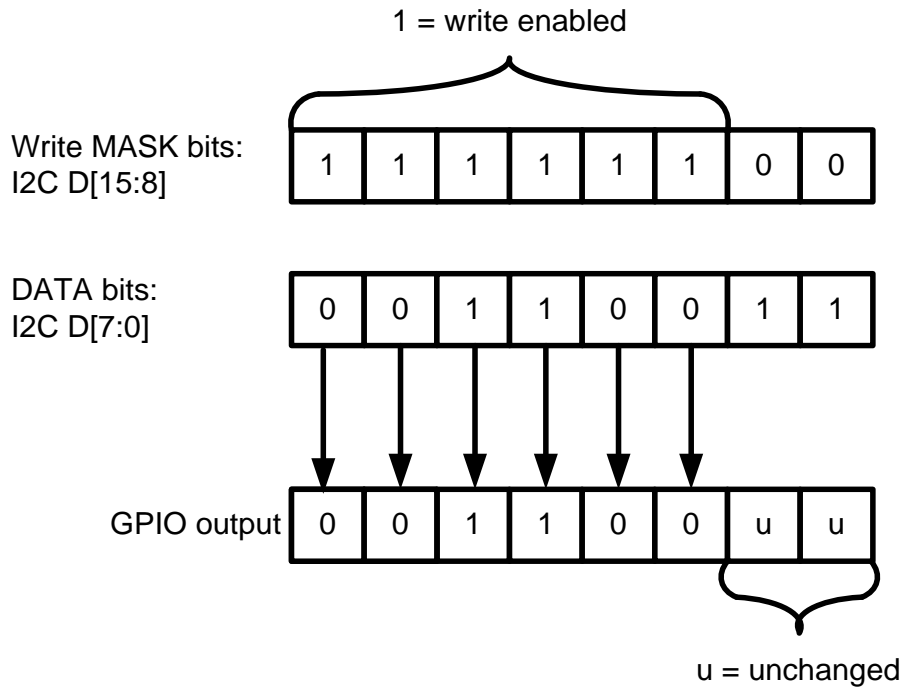 1 = write enabled
Write MASK bits:
I2C D[15:8]
1 1 1 1 1 1 0 0
DATA bits:
I2C D[7:0]
0 0 1 1 0 0 1 1
GPIO output 0 0 1 1 0 0 u u
u = unchanged